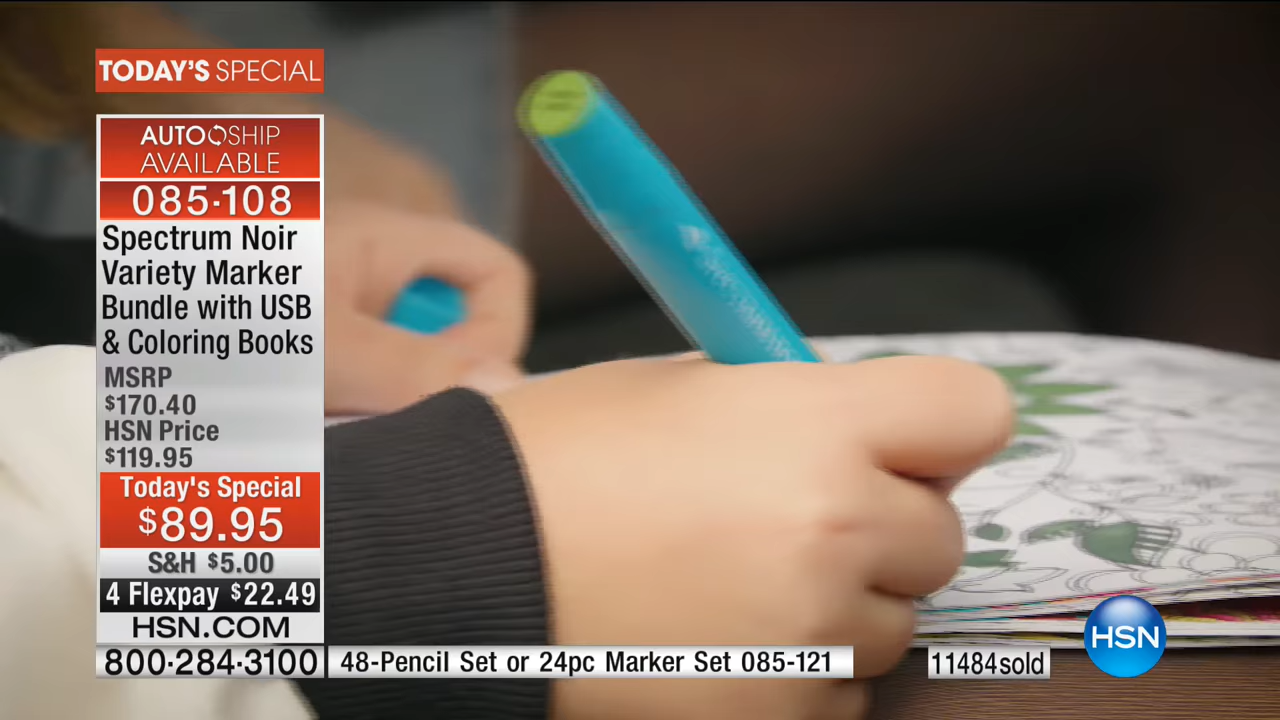 TODAY'S SPECIAL
AUTO SHIP
AVAILABLE
085·108
Spectrum Noir
Variety Marker
Bundle with USB
& Coloring Books
MSRP
$170.40
HSN Price
$119.95
Today's Special
$89.95
S&H $5.00
4 Flexpay $22.49
HSN.COM
800·284·3100
48-Pencil Set or 24pc Marker Set 085-121
11484sold
HSN